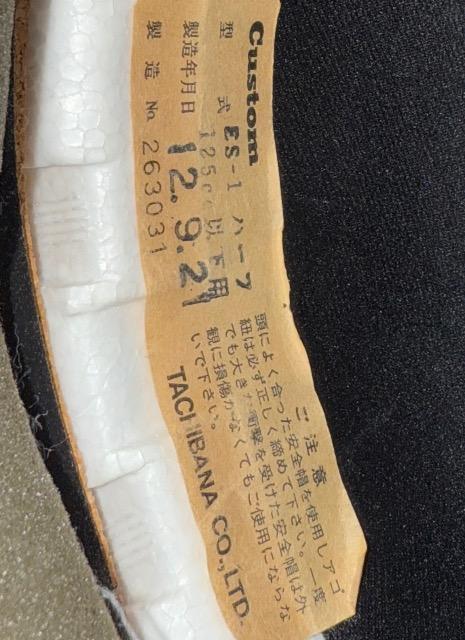 Custom
型式 ES-1 ハーフ
125cc以下用
製造年月日 12.9.21
製造No. 263031
ご注意
頭によく合った安全帽を使用しアゴ
紐は必ず正しく締めて下さい。一度
でも大きな衝撃を受けた安全帽は外
観に損傷がなくてもご使用にならな
いで下さい。
TACHIBANA CO.,LTD.